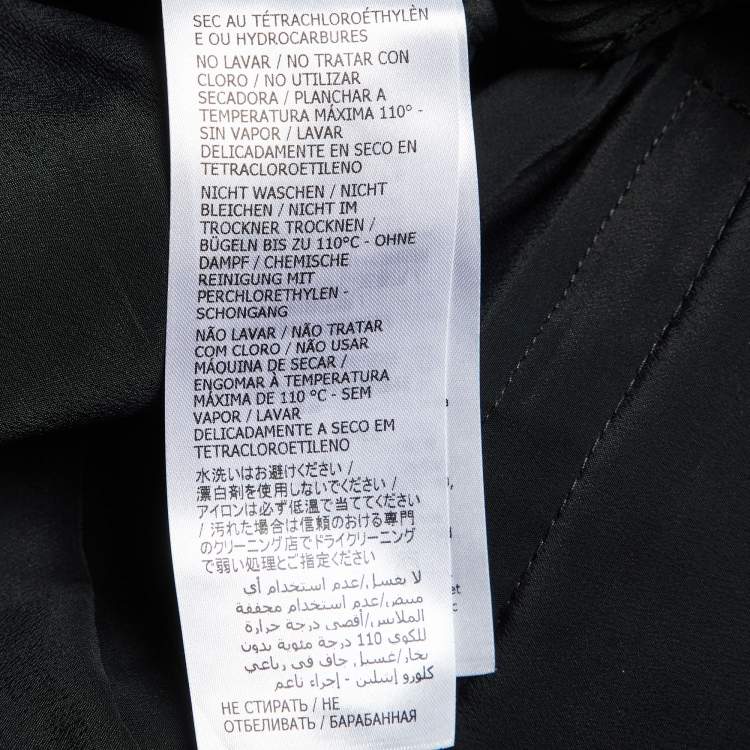 SEC AU TÉTRACHLOROÉTHYLÈN
E OU HYDROCARBURES
NO LAVAR / NO TRATAR CON
CLORO / NO UTILIZAR
SECADORA / PLANCHAR A
TEMPERATURA MÁXIMA 110° -
SIN VAPOR / LAVAR
DELICADAMENTE EN SECO EN
TETRACLOROETILENO
NICHT WASCHEN / NICHT
BLEICHEN / NICHT IM
TROCKNER TROCKNEN /
BÜGELN BIS ZU 110°C - OHNE
DAMPF / CHEMISCHE
REINIGUNG MIT
PERCHLORETHYLEN -
SCHONGANG
NÃO LAVAR / NÃO TRATAR
COM CLORO / NÃO USAR
MÁQUINA DE SECAR /
ENGOMAR À TEMPERATURA
MÁXIMA DE 110 °C - SEM
VAPOR / LAVAR
DELICADAMENTE A SECO EM
TETRACLOROETILENO
水洗いはお避けください /
漂白剤を使用しないでください /
アイロンは必ず低温で当ててください
/ 汚れた場合は信頼のおける専門
のクリーニング店でドライクリーニング
で弱い処理とご指定ください
لا يغسل/عدم استخدام أي
مبيض/عدم استخدام مجففة
الملابس/أقصى درجة حرارة
للكوي 110 درجة مئوية بدون
بخار/غسيل جاف في رباعي
كلورو إيثيلين - إجراء ناعم
НЕ СТИРАТЬ / НЕ
ОТБЕЛИВАТЬ / БАРАБАННАЯ